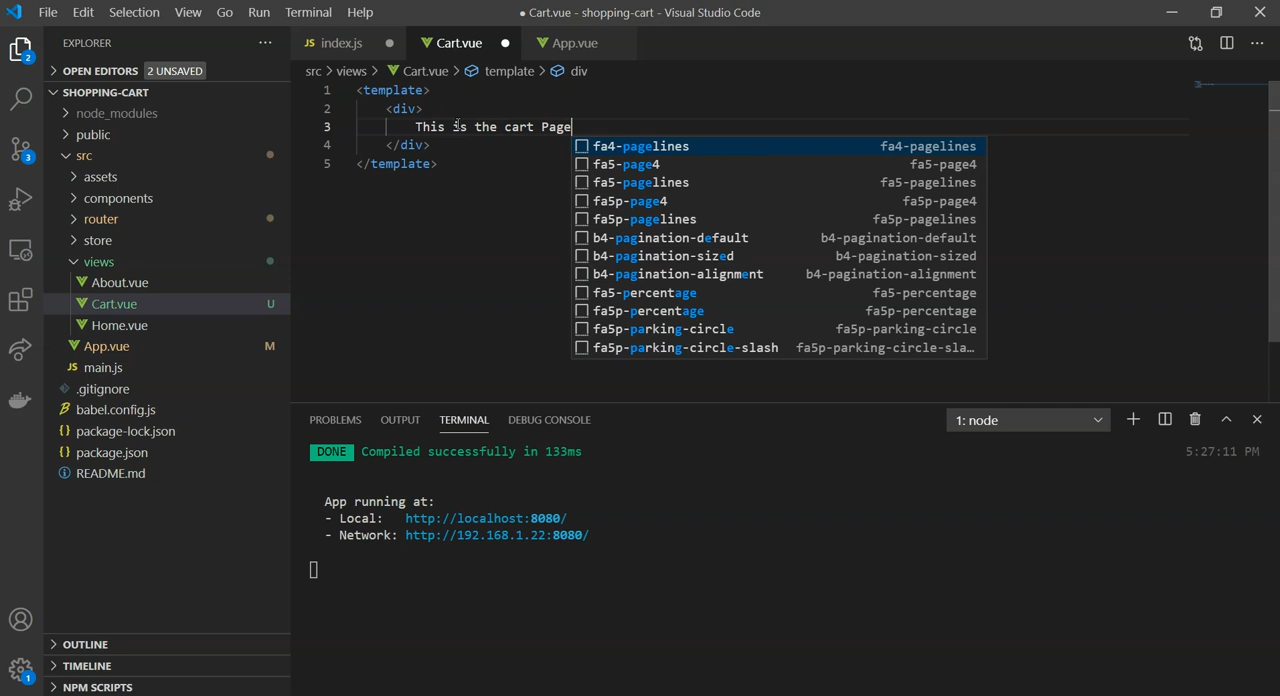 File Edit Selection View Go Run Terminal Help
● Cart.vue - shopping-cart - Visual Studio Code
EXPLORER
2
OPEN EDITORS 2 UNSAVED
SHOPPING-CART
node_modules
public
src
assets
components
3
router
store
views
About.vue
Cart.vue U
Home.vue
App.vue M
JS main.js
.gitignore
babel.config.js
{} package-lock.json
{} package.json
README.md
OUTLINE
TIMELINE
NPM SCRIPTS
1
JS index.js
Cart.vue
App.vue
src > views > Cart.vue > template > div
1 <template>
2 <div>
3 This is the cart Page
4 </div>
5 </template>
fa4-pagelines fa4-pagelines
fa5-page4 fa5-page4
fa5-pagelines fa5-pagelines
fa5p-page4 fa5p-page4
fa5p-pagelines fa5p-pagelines
b4-pagination-default b4-pagination-default
b4-pagination-sized b4-pagination-sized
b4-pagination-alignment b4-pagination-alignment
fa5-percentage fa5-percentage
fa5p-percentage fa5p-percentage
fa5p-parking-circle fa5p-parking-circle
fa5p-parking-circle-slash fa5p-parking-circle-sla…
PROBLEMS OUTPUT TERMINAL DEBUG CONSOLE
1: node
DONE Compiled successfully in 133ms 5:27:11 PM
App running at:
- Local: http://localhost:8080/
- Network: http://192.168.1.22:8080/